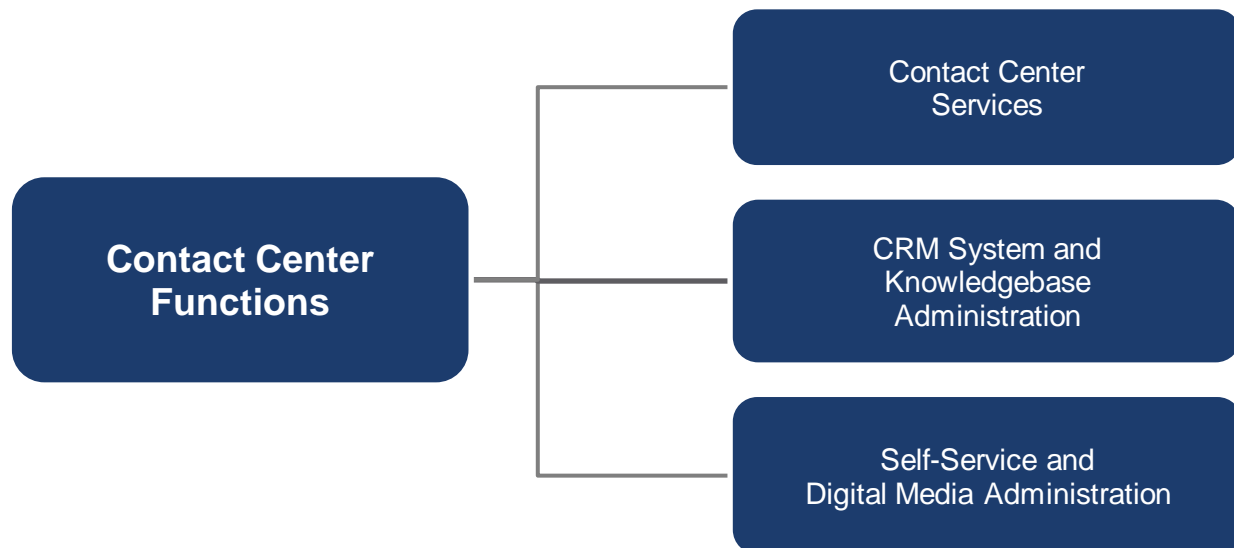 Contact Center
Services
Contact Center
Functions
CRM System and
Knowledgebase
Administration
Self-Service and
Digital Media Administration